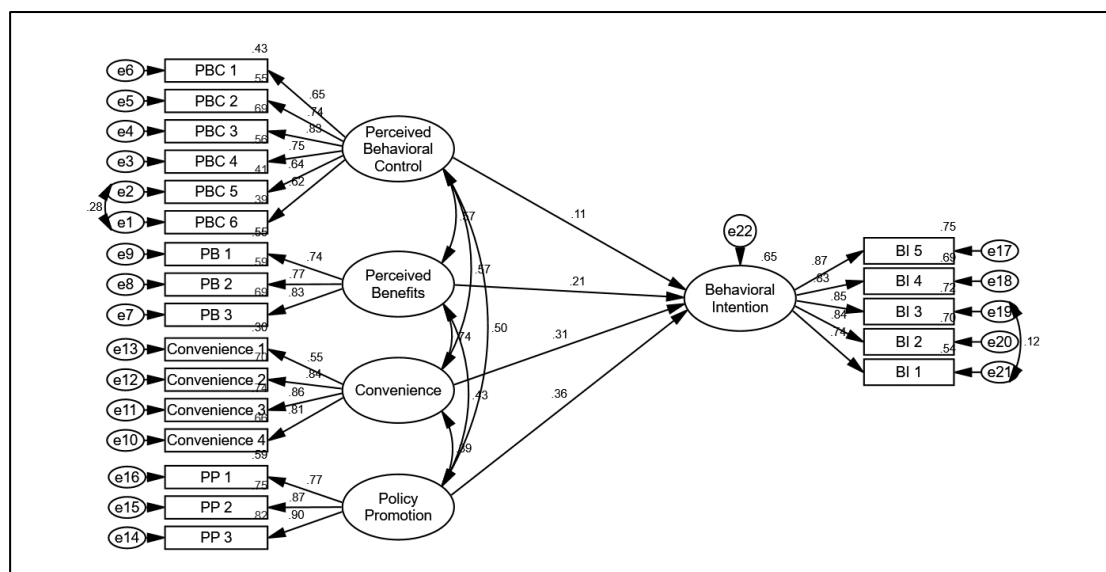 .43
e6 PBC 1
.55
.65
e5 PBC 2
.69
.74
e4 PBC 3
.56
.83
e3 PBC 4
.41
.75
e2 PBC 5
.39
.64
.28
e1 PBC 6
.55
.62
Perceived
Behavioral
Control
e9 PB 1
.59
.74
e8 PB 2
.69
.77
e7 PB 3
.30
.83
Perceived
Benefits
e13 Convenience 1
.70
.55
e12 Convenience 2
.74
.84
e11 Convenience 3
.66
.86
e10 Convenience 4
.59
.81
Convenience
e16 PP 1
.75
.77
e15 PP 2
.82
.87
e14 PP 3
.90
Policy
Promotion
.57
.57
.50
.74
.43
.11
.21
.31
.36
e22
.65
Behavioral
Intention
.75
.87
BI 5 e17
.69
.83
BI 4 e18
.72
.85
BI 3 e19
.70
.84
BI 2 e20
.54
.74
BI 1 e21
.12